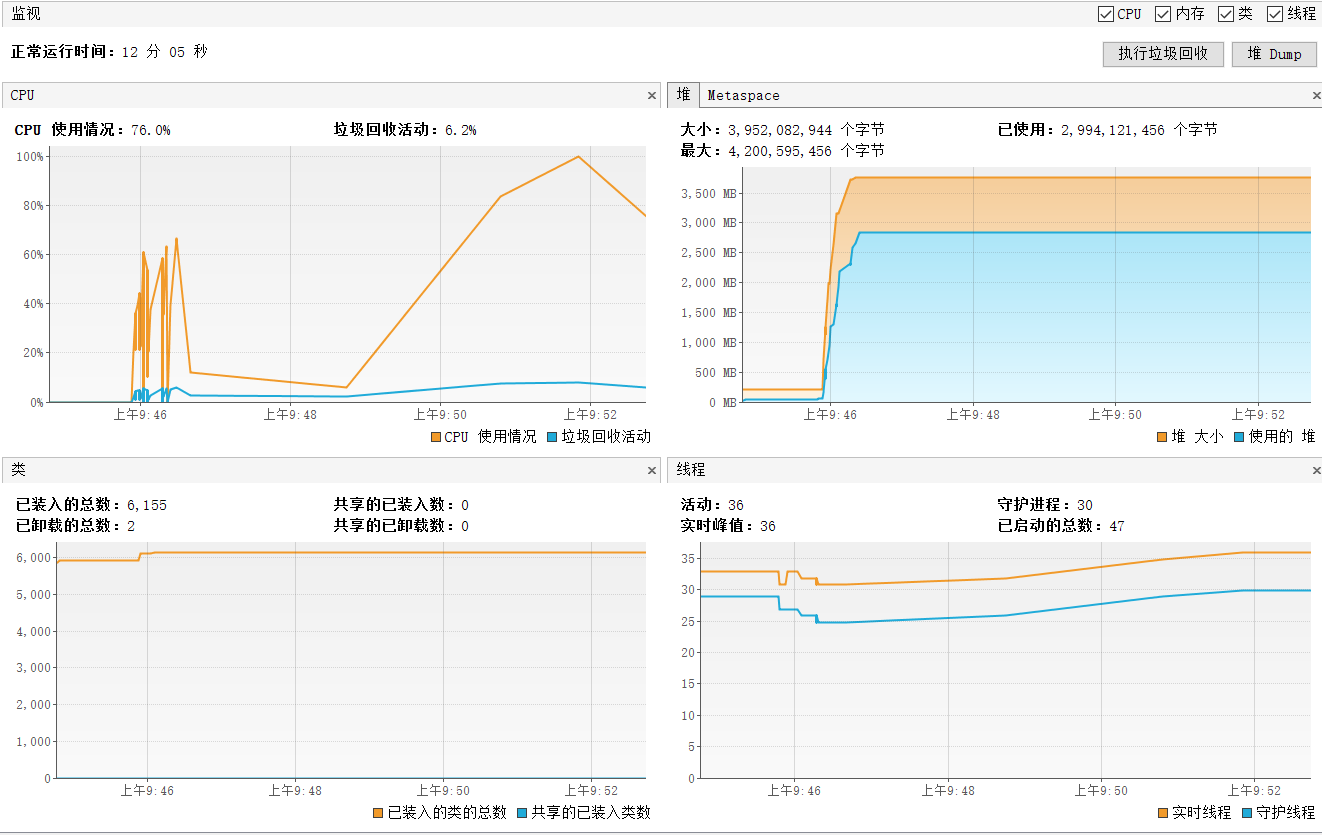 监视
CPU 内存 类 线程
正常运行时间：12 分 05 秒
执行垃圾回收 堆 Dump
CPU ×
CPU 使用情况：76.0% 垃圾回收活动：6.2%
100%
80%
60%
40%
20%
0%
上午9:46 上午9:48 上午9:50 上午9:52
CPU 使用情况 垃圾回收活动
堆 Metaspace ×
大小：3,952,082,944 个字节 已使用：2,994,121,456 个字节
最大：4,200,595,456 个字节
3,500 MB
3,000 MB
2,500 MB
2,000 MB
1,500 MB
1,000 MB
500 MB
0 MB
上午9:46 上午9:48 上午9:50 上午9:52
堆 大小 使用的 堆
类 ×
已装入的总数：6,155 共享的已装入数：0
已卸载的总数：2 共享的已卸载数：0
6,000
5,000
4,000
3,000
2,000
1,000
0
上午9:46 上午9:48 上午9:50 上午9:52
已装入的类的总数 共享的已装入类数
线程 ×
活动：36 守护进程：30
实时峰值：36 已启动的总数：47
35
30
25
20
15
10
5
0
上午9:46 上午9:48 上午9:50 上午9:52
实时线程 守护线程